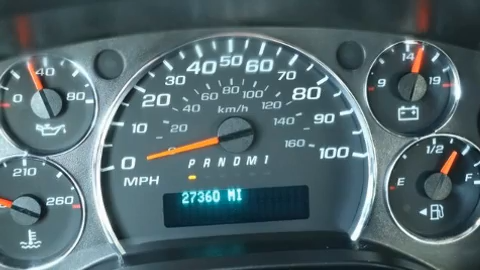 0 40 80
210 260
0 10 20 30 40 50 60 70 80 90 100
20 40 60 80 100 120 140 160
km/h
MPH
P R N D M I
27360 MI
9 14 19
E 1/2 F